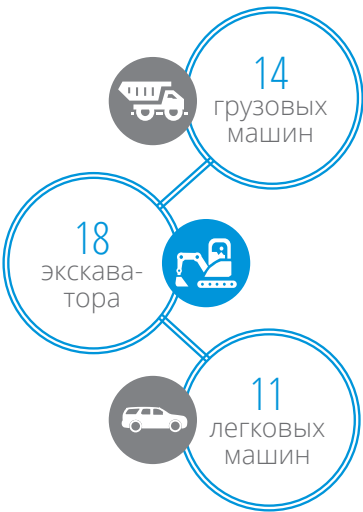 14
грузовых
машин
18
экскава-
тора
11
легковых
машин